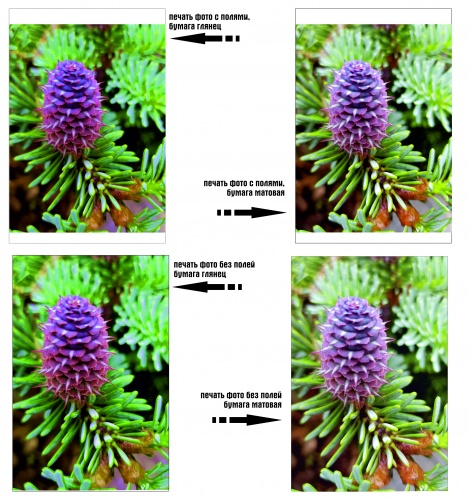 печать фото с полями,
бумага глянец
печать фото с полями,
бумага матовая
печать фото без полей
бумага глянец
печать фото без полей
бумага матовая